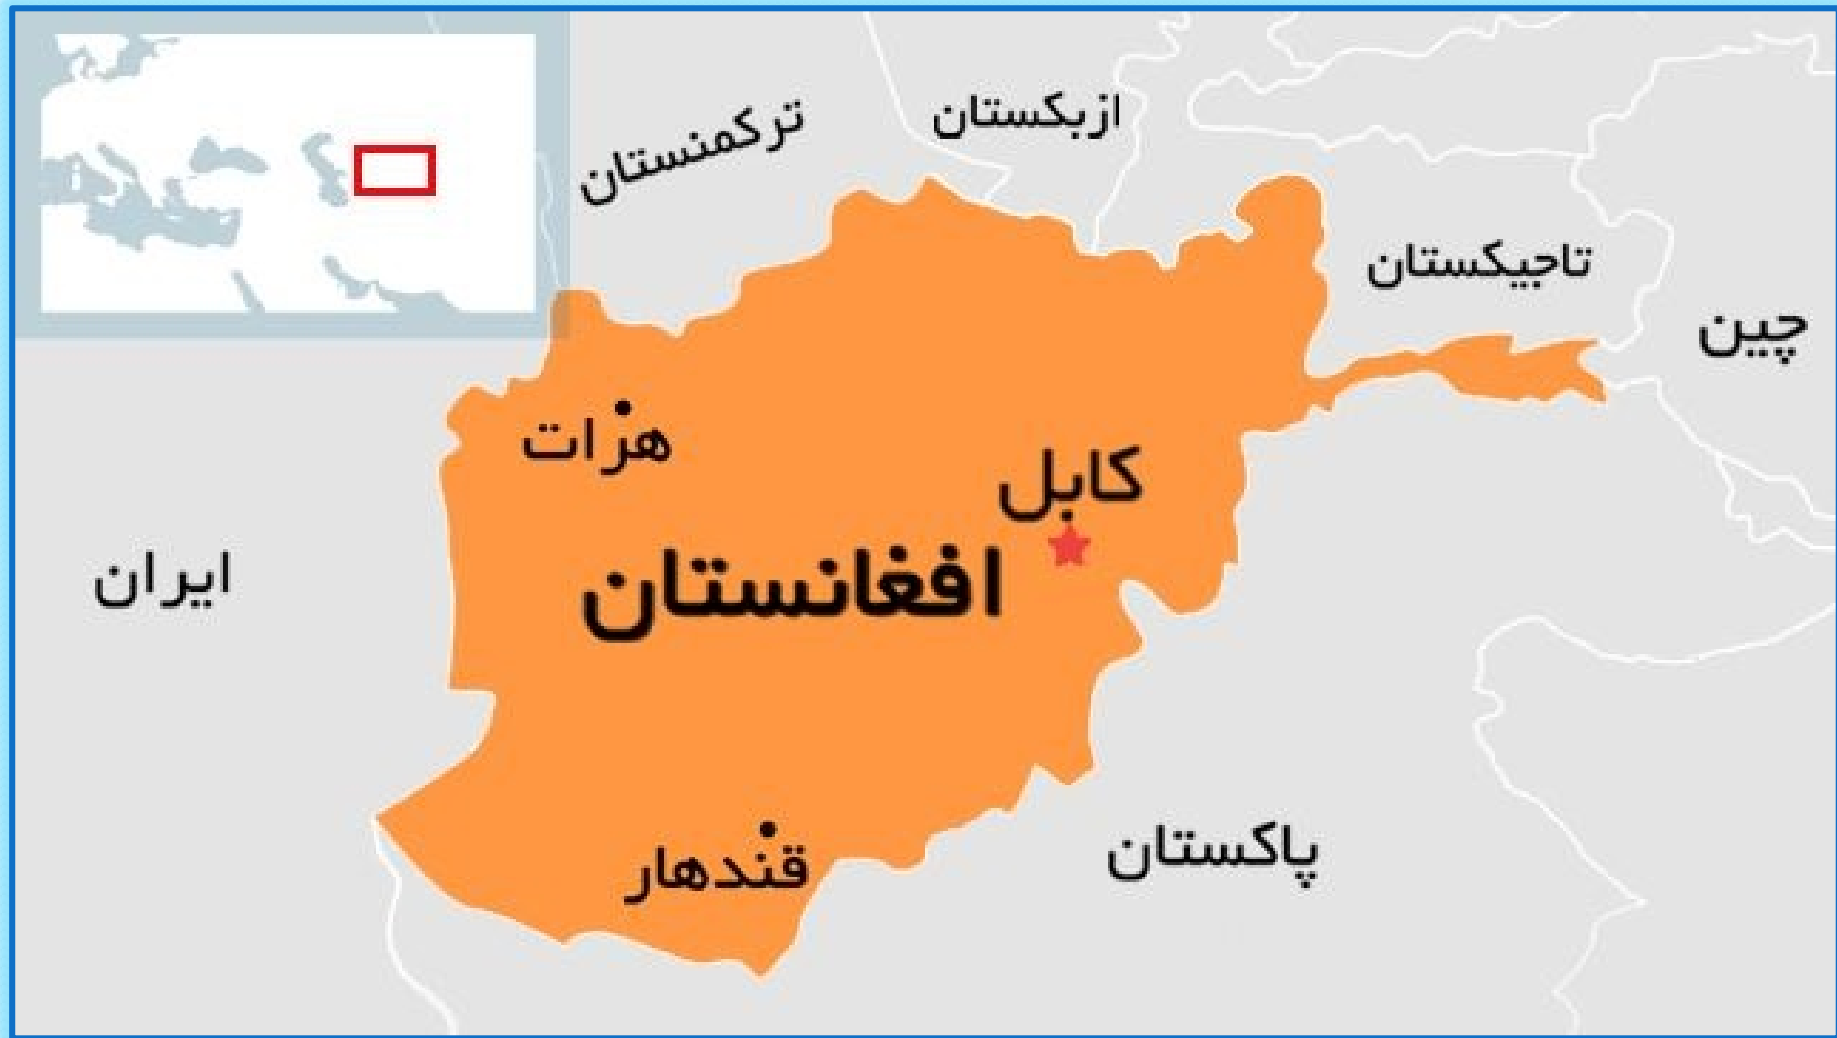 ازبکستان
ترکمنستان
تاجیکستان
چین
هرات
کابل
ایران
افغانستان
پاکستان
قندهار